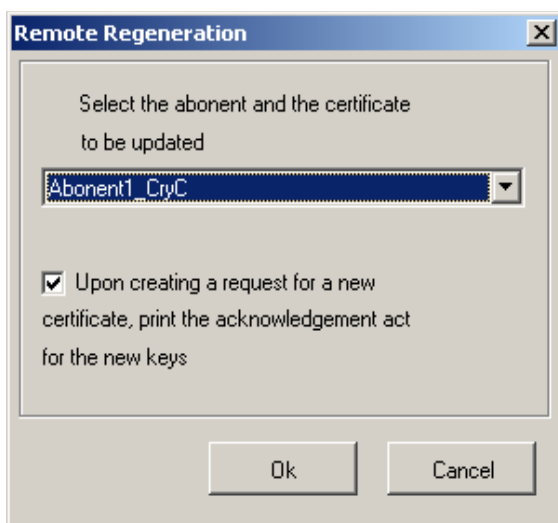 Remote Regeneration
Select the abonent and the certificate
to be updated
Abonent1_CryC
Upon creating a request for a new
certificate, print the acknowledgement act
for the new keys
Ok
Cancel